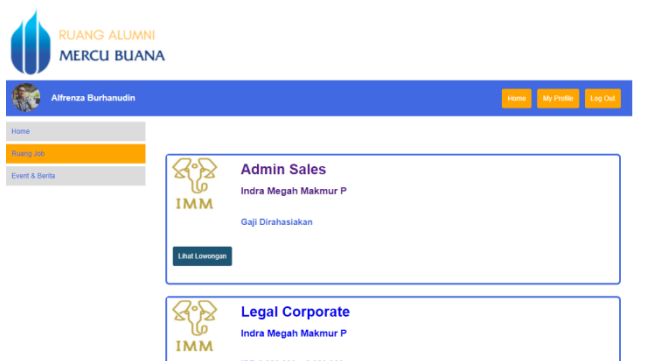 RUANG ALUMNI
MERCU BUANA
Alfrenza Burhanudin
Home
My Profile
Log Out
Home
Ruang Job
Event & Berita
IMM
Admin Sales
Indra Megah Makmur P
Gaji Dirahasiakan
Lihat Lowongan
IMM
Legal Corporate
Indra Megah Makmur P